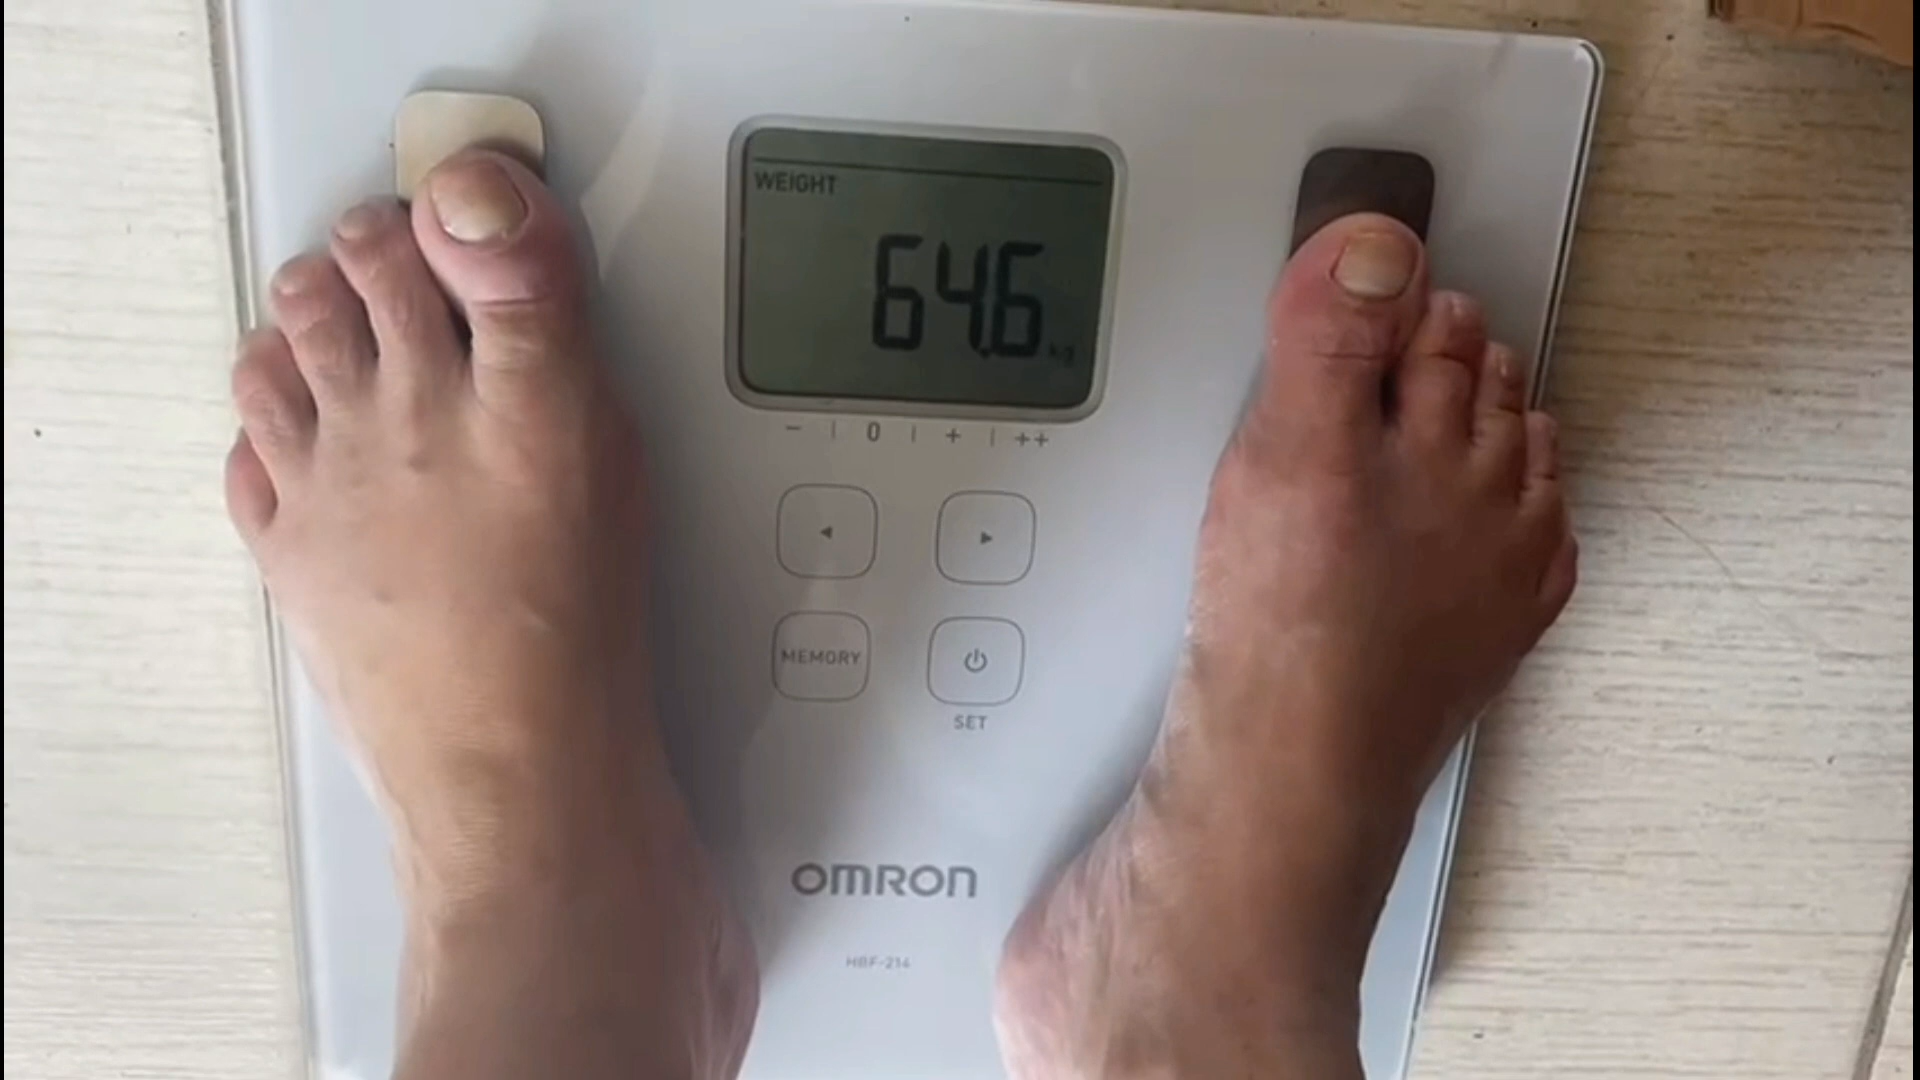 WEIGHT
64.6 kg
− | 0 | + | ++
◀ ▶
MEMORY
SET
OMRON
HBF-214